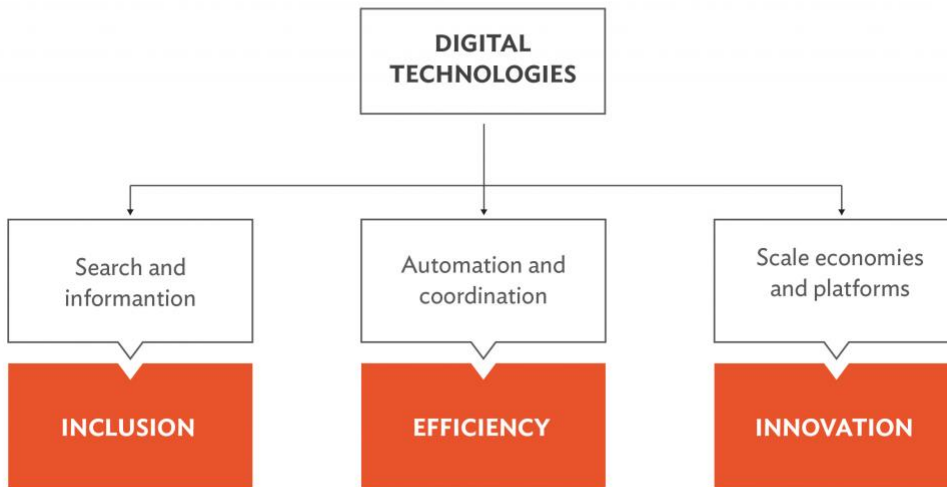 DIGITAL
TECHNOLOGIES
Search and
informantion
Automation and
coordination
Scale economies
and platforms
INCLUSION
EFFICIENCY
INNOVATION